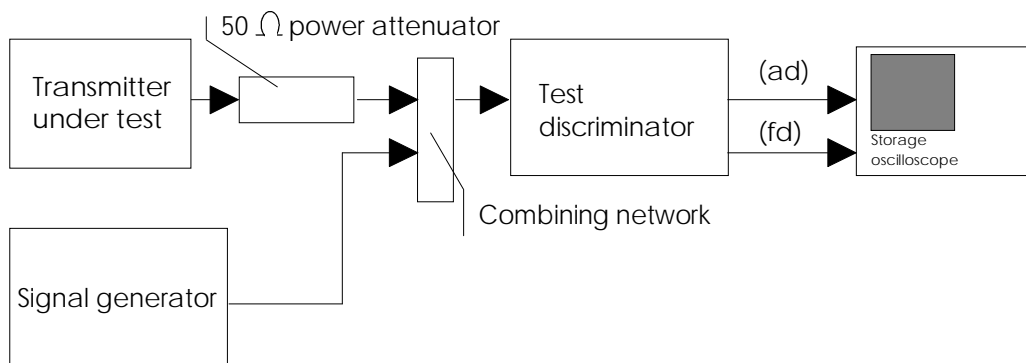 50 Ω power attenuator
Transmitter
under test
Test
discriminator
(ad)
(fd)
Storage
oscilloscope
Combining network
Signal generator